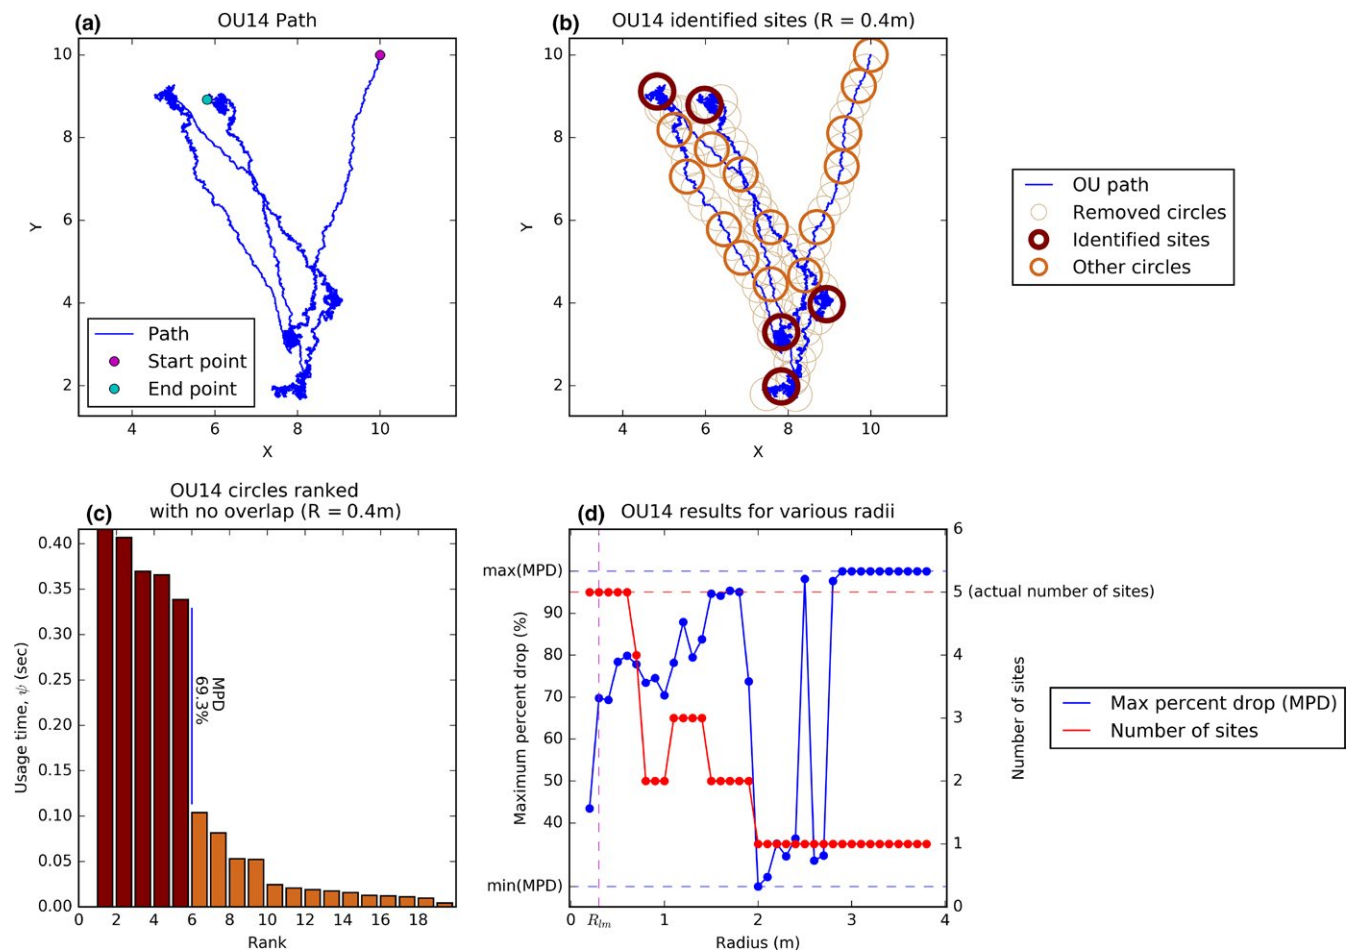 (a) OU14 Path
10
8
6
4
2
Y
4 6 8 10
X
Path
Start point
End point
(b) OU14 identified sites (R = 0.4m)
10
8
6
4
2
Y
4 6 8 10
X
OU path
Removed circles
Identified sites
Other circles
OU14 circles ranked
(c) with no overlap (R = 0.4m)
0.40
0.35
0.30
0.25
0.20
0.15
0.10
0.05
0.00
Usage time, ψ (sec)
MPD
69.3%
0 2 4 6 8 10 12 14 16 18
Rank
(d) OU14 results for various radii
max(MPD)
90
80
70
60
50
40
min(MPD)
Maximum percent drop (%)
6
5 (actual number of sites)
4
3
2
1
0
Number of sites
0 R_lm 1 2 3 4
Radius (m)
Max percent drop (MPD)
Number of sites